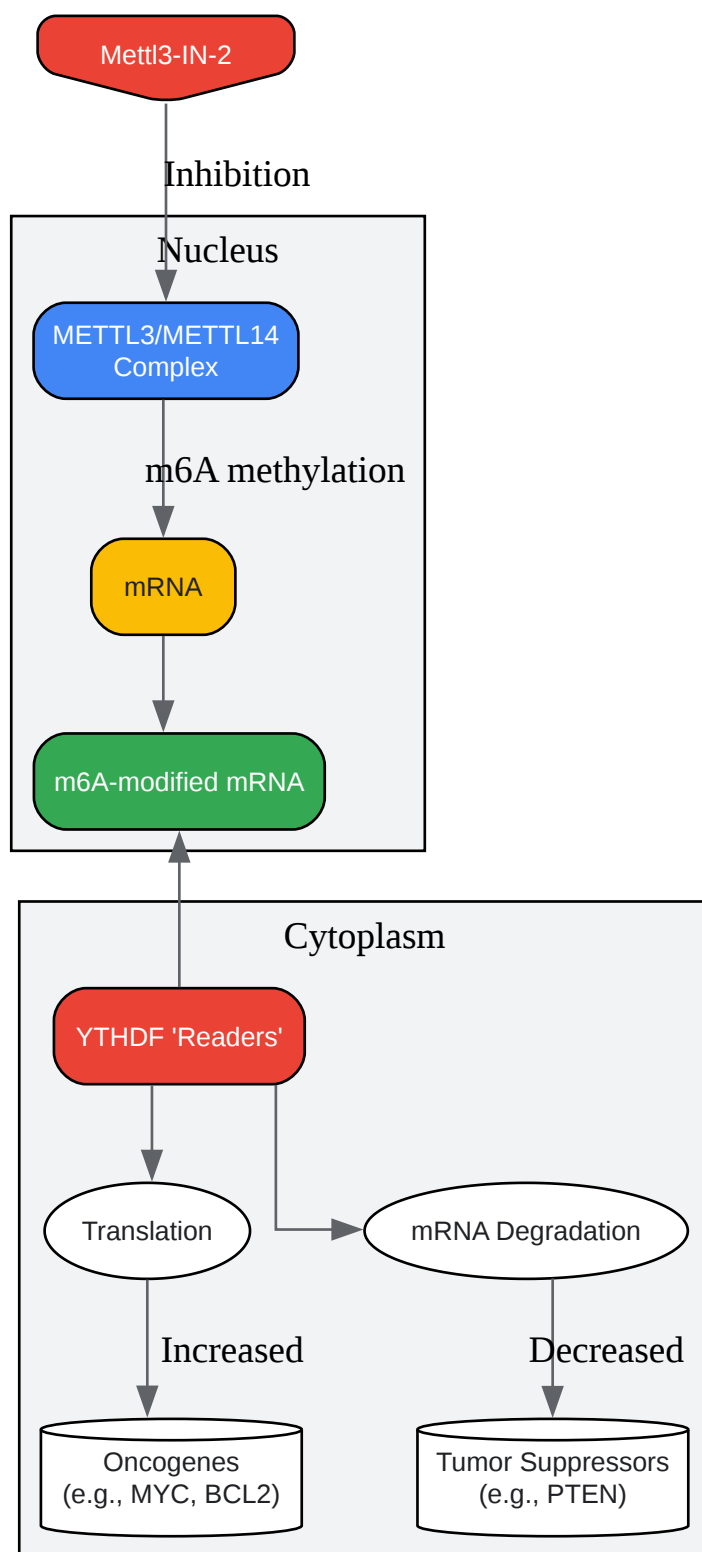 Mettl3-IN-2
Inhibition
Nucleus
METTL3/METTL14
Complex
m6A methylation
mRNA
m6A-modified mRNA
Cytoplasm
YTHDF 'Readers'
Translation
mRNA Degradation
Increased
Decreased
Oncogenes
(e.g., MYC, BCL2)
Tumor Suppressors
(e.g., PTEN)